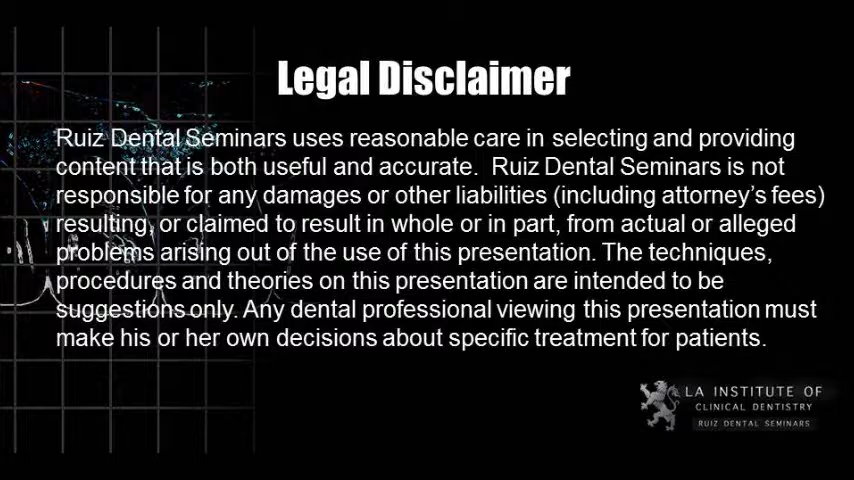 Legal Disclaimer
Ruiz Dental Seminars uses reasonable care in selecting and providing
content that is both useful and accurate.  Ruiz Dental Seminars is not
responsible for any damages or other liabilities (including attorney's fees)
resulting, or claimed to result in whole or in part, from actual or alleged
problems arising out of the use of this presentation. The techniques,
procedures and theories on this presentation are intended to be
suggestions only. Any dental professional viewing this presentation must
make his or her own decisions about specific treatment for patients.
LA INSTITUTE OF
CLINICAL DENTISTRY
RUIZ DENTAL SEMINARS